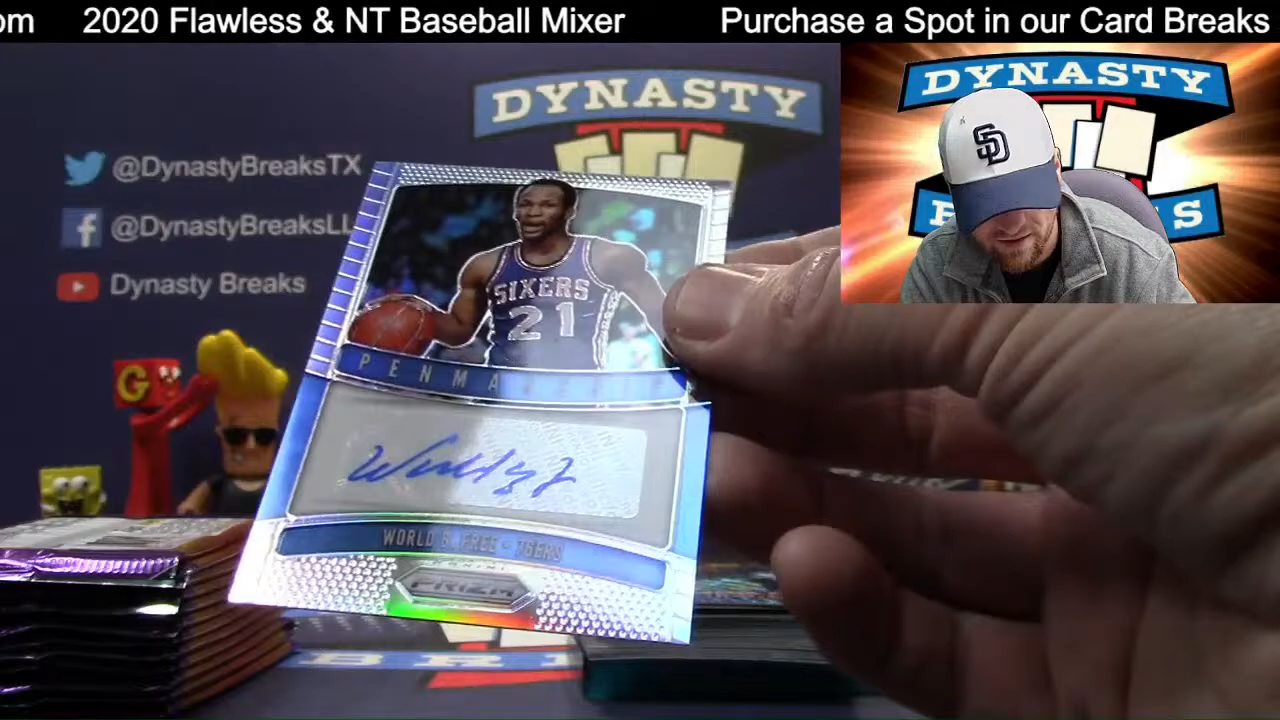 om 2020 Flawless & NT Baseball Mixer Purchase a Spot in our Card Breaks
DYNASTY
DYNASTY
@DynastyBreaksTX
SD
@DynastyBreaksLL
Dynasty Breaks
SIXERS
21
PENMA
G
WORLD B. FREE - 76ERS
PRIZM